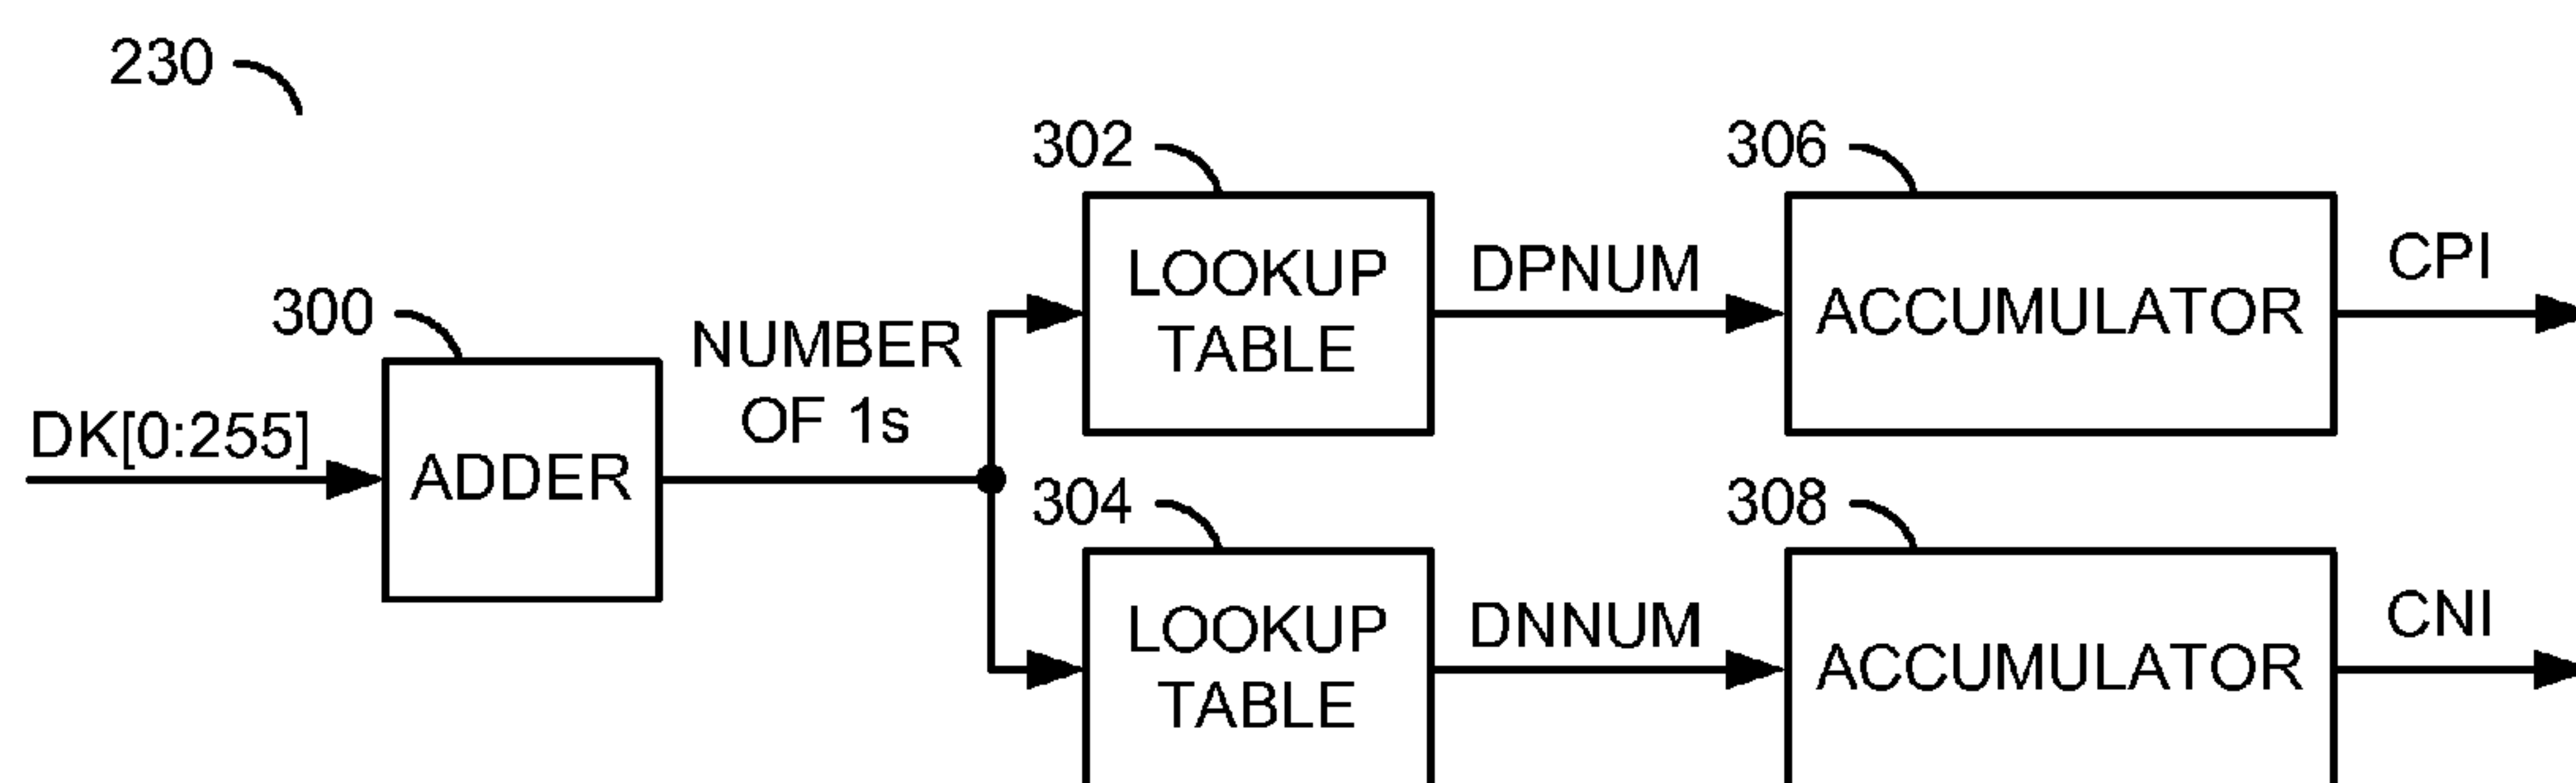 230
302
306
LOOKUP
TABLE
DPNUM
ACCUMULATOR
CPI
300
NUMBER
OF 1s
DK[0:255]
ADDER
304
308
LOOKUP
TABLE
DNNUM
ACCUMULATOR
CNI